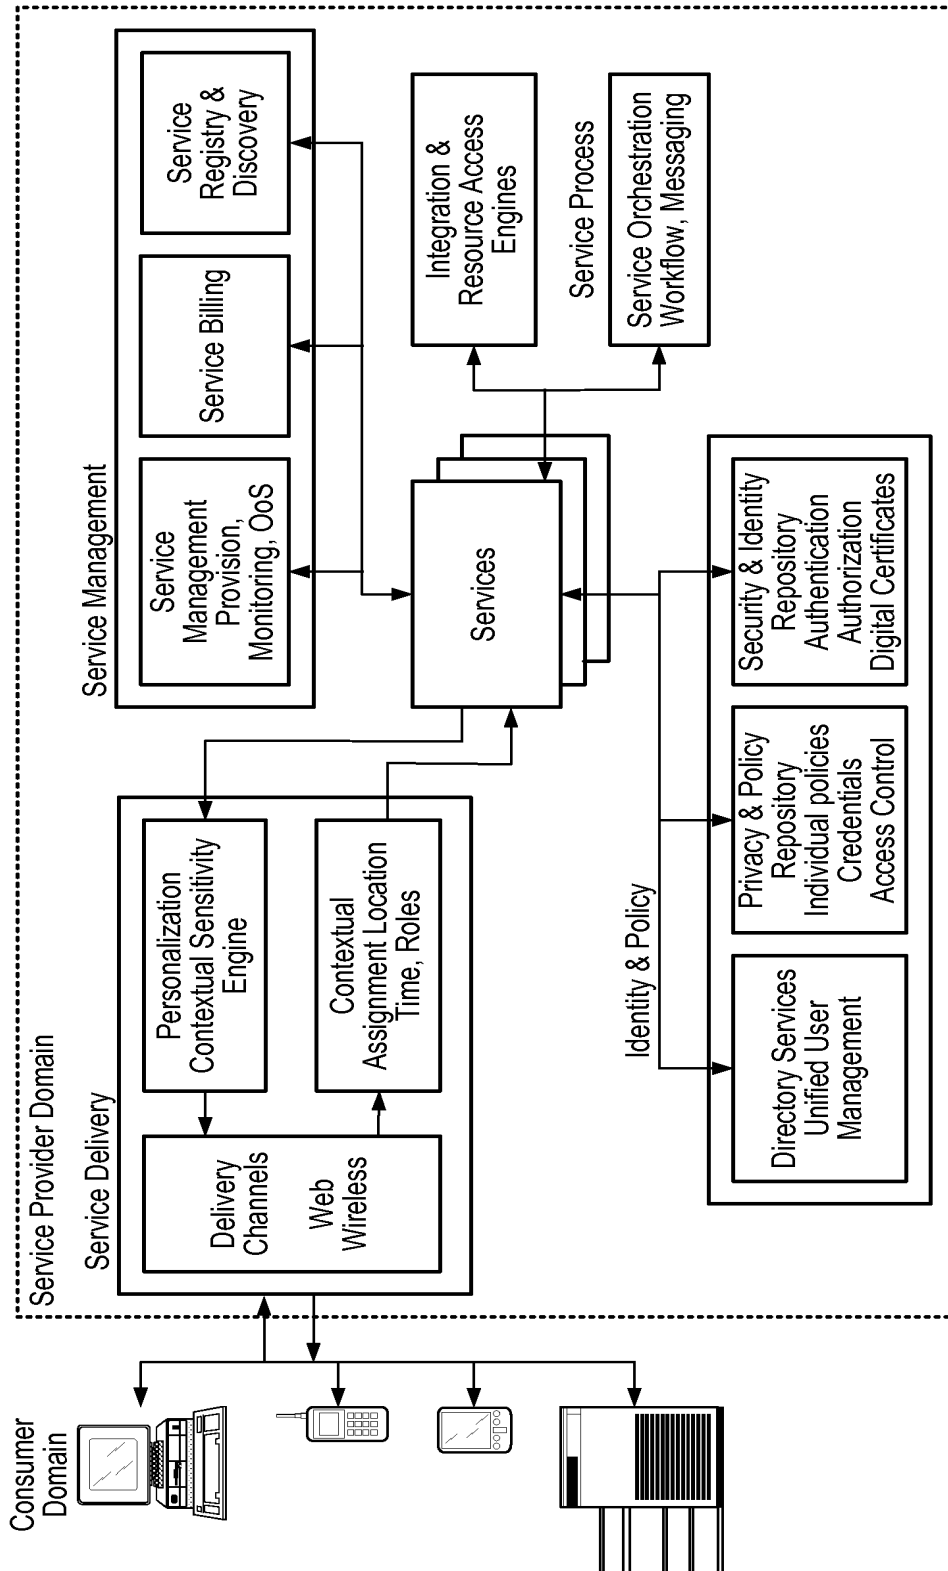 Consumer
Domain
Service Provider Domain
Service Delivery
Delivery
Channels
Web
Wireless
Personalization
Contextual Sensitivity
Engine
Contextual
Assignment Location
Time, Roles
Service Management
Service
Management
Provision,
Monitoring, OoS
Service Billing
Service
Registry &
Discovery
Services
Integration &
Resource Access
Engines
Service Process
Service Orchestration
Workflow, Messaging
Identity & Policy
Directory Services
Unified User
Management
Privacy & Policy
Repository
Individual policies
Credentials
Access Control
Security & Identity
Repository
Authentication
Authorization
Digital Certificates